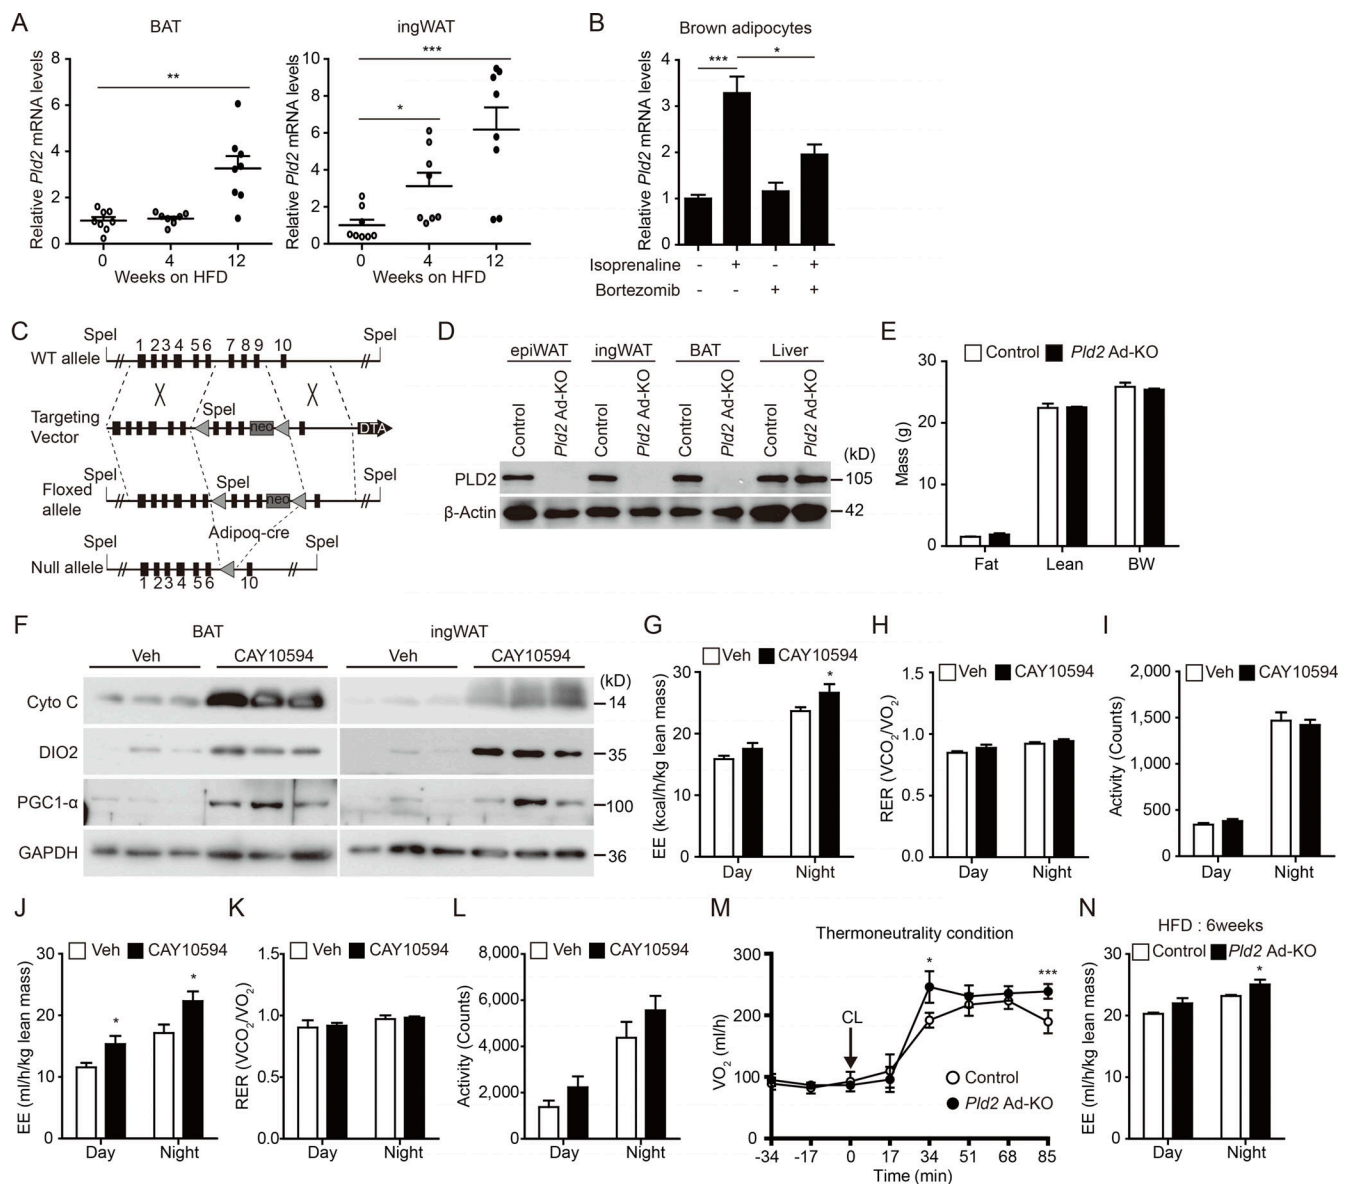 A
BAT
Relative Pld2 mRNA levels
8
6
4
2
0
**
0 4 12
Weeks on HFD
ingWAT
Relative Pld2 mRNA levels
10
8
6
4
2
0
***
*
0 4 12
Weeks on HFD
B
Brown adipocytes
Relative Pld2 mRNA levels
4
3
2
1
0
*** *
Isoprenaline - + - +
Bortezomib - - + +
C
SpeI SpeI
1 2 3 4 5 6 7 8 9 10
WT allele
Targeting
Vector
SpeI
neo
DTA
SpeI SpeI
Floxed
allele
SpeI
neo
Adipoq-cre
SpeI SpeI
Null allele
1 2 3 4 5 6 10
D
epiWAT ingWAT BAT Liver
Control Pld2 Ad-KO Control Pld2 Ad-KO Control Pld2 Ad-KO Control Pld2 Ad-KO
(kD)
PLD2 105
β-Actin 42
E
Control Pld2 Ad-KO
Mass (g)
30
20
10
0
Fat Lean BW
F
BAT ingWAT
Veh CAY10594 Veh CAY10594
(kD)
Cyto C 14
DIO2 35
PGC1-α 100
GAPDH 36
G
Veh CAY10594
EE (kcal/h/kg lean mass)
30
20
10
0
*
Day Night
H
Veh CAY10594
RER (VCO2/VO2)
1.5
1.0
0.5
0.0
Day Night
I
Veh CAY10594
Activity (Counts)
2,000
1,500
1,000
500
0
Day Night
J
Veh CAY10594
EE (ml/h/kg lean mass)
30
20
10
0
* *
Day Night
K
Veh CAY10594
RER (VCO2/VO2)
1.5
1.0
0.5
0.0
Day Night
L
Veh CAY10594
Activity (Counts)
8,000
6,000
4,000
2,000
0
Day Night
M
Thermoneutrality condition
VO2 (ml/h)
300
200
100
0
CL
* ***
Control
Pld2 Ad-KO
-34 -17 0 17 34 51 68 85
Time (min)
N
HFD : 6weeks
Control Pld2 Ad-KO
EE (ml/h/kg lean mass)
30
20
10
0
*
Day Night